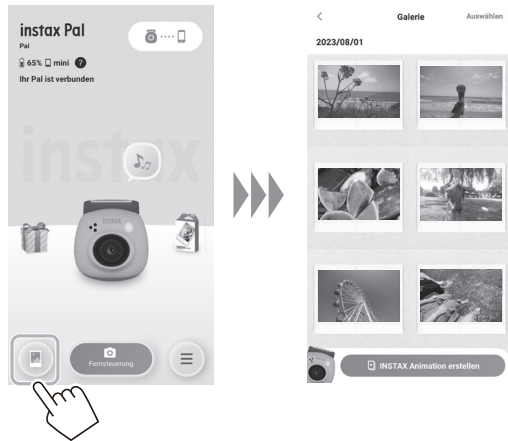 instax Pal
Pal
65% mini ?
Ihr Pal ist verbunden
instax
instax
Fernsteuerung
Galerie
Auswählen
2023/08/01
INSTAX Animation erstellen